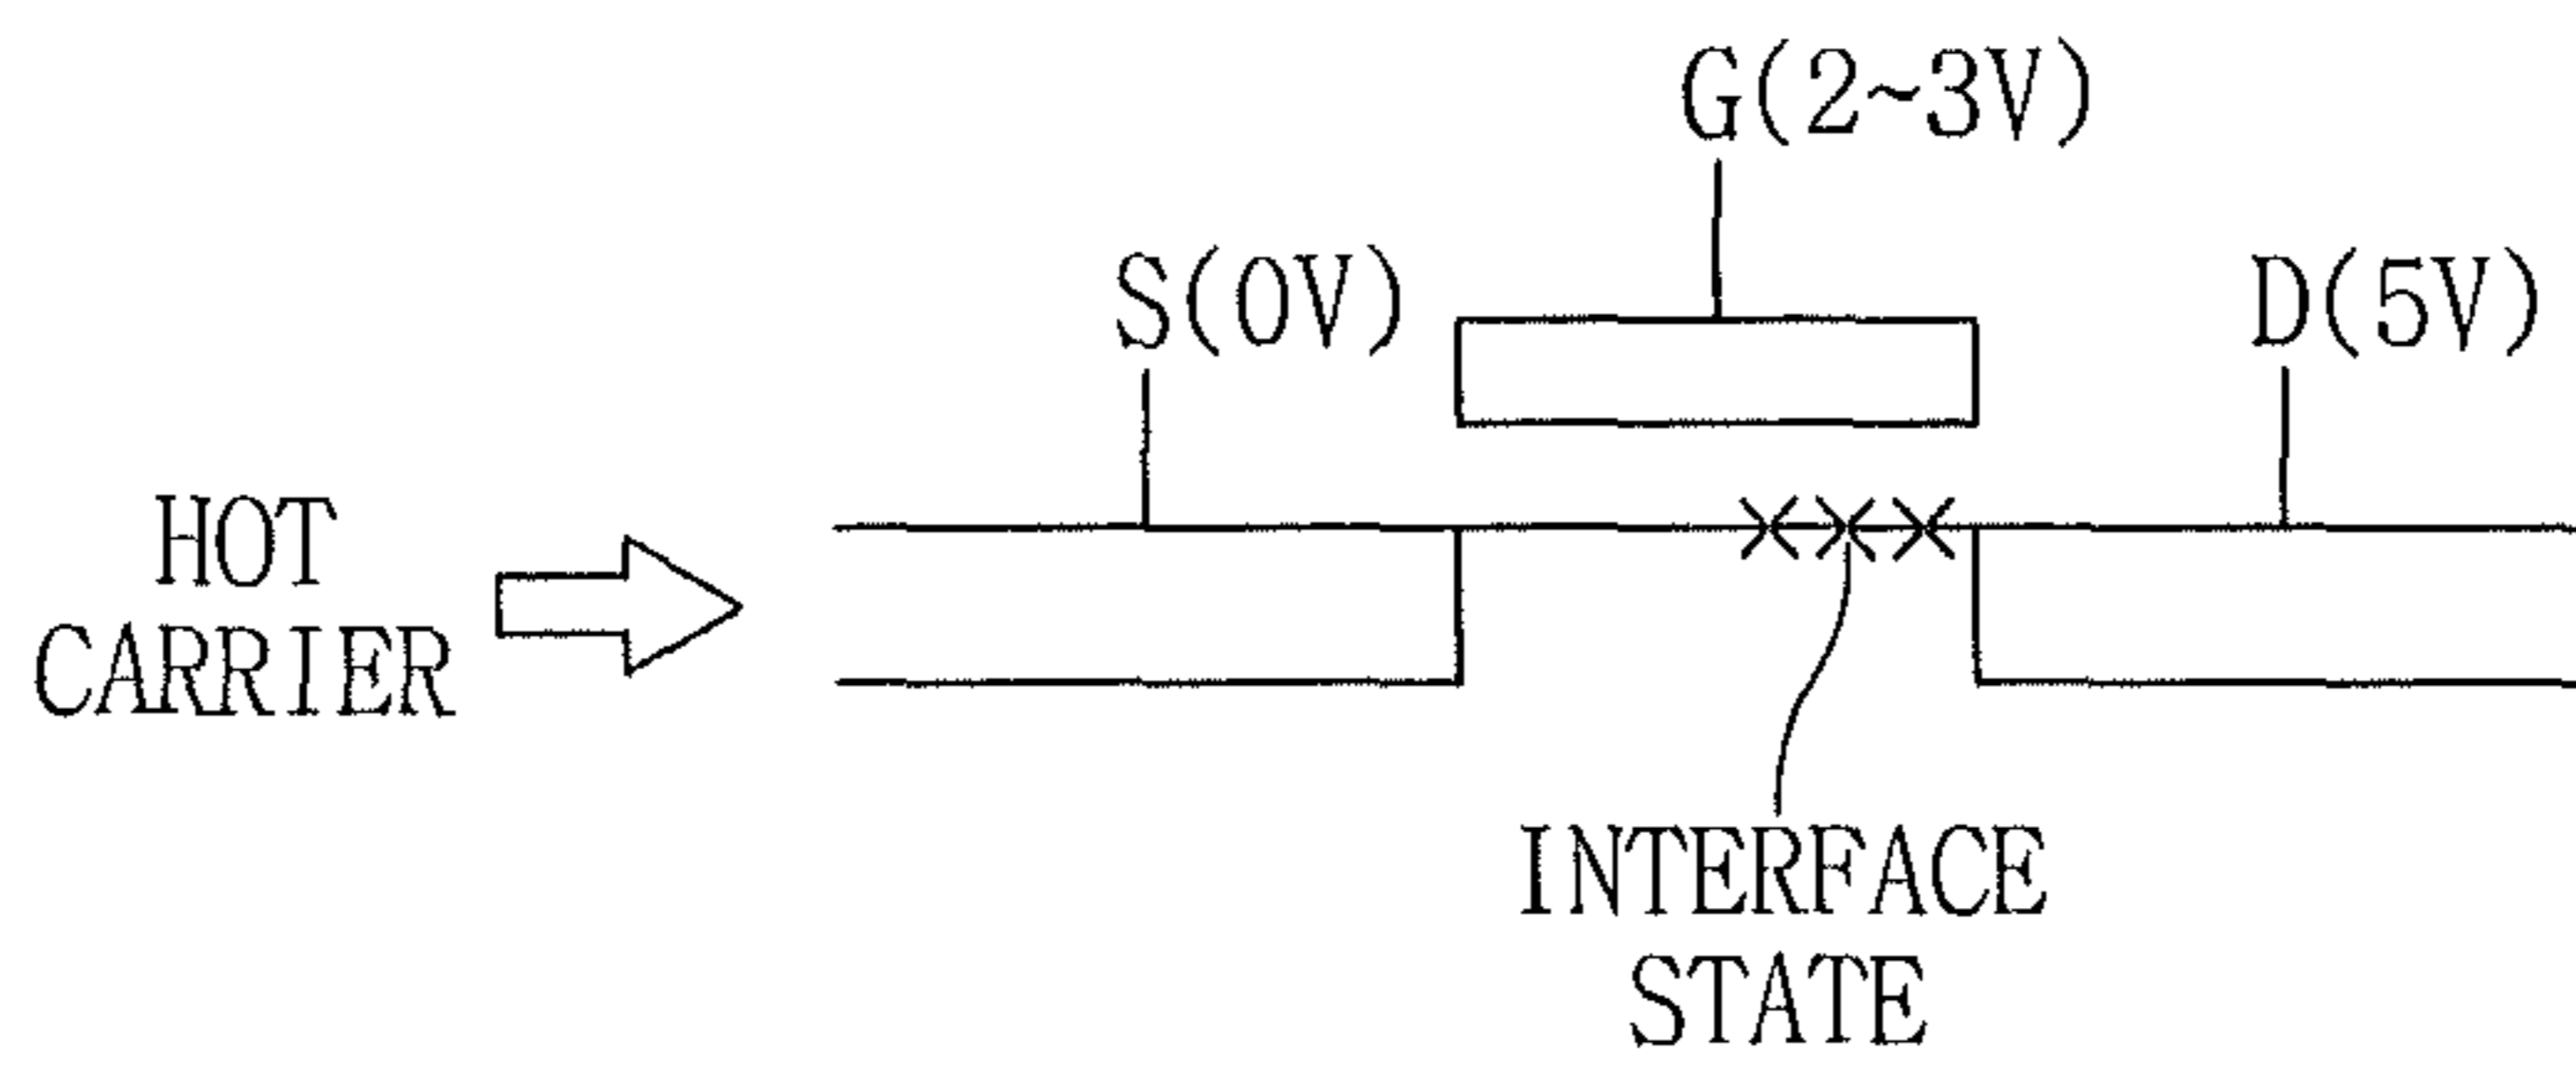 G(2~3V)
S(0V)
D(5V)
HOT
CARRIER
INTERFACE
STATE